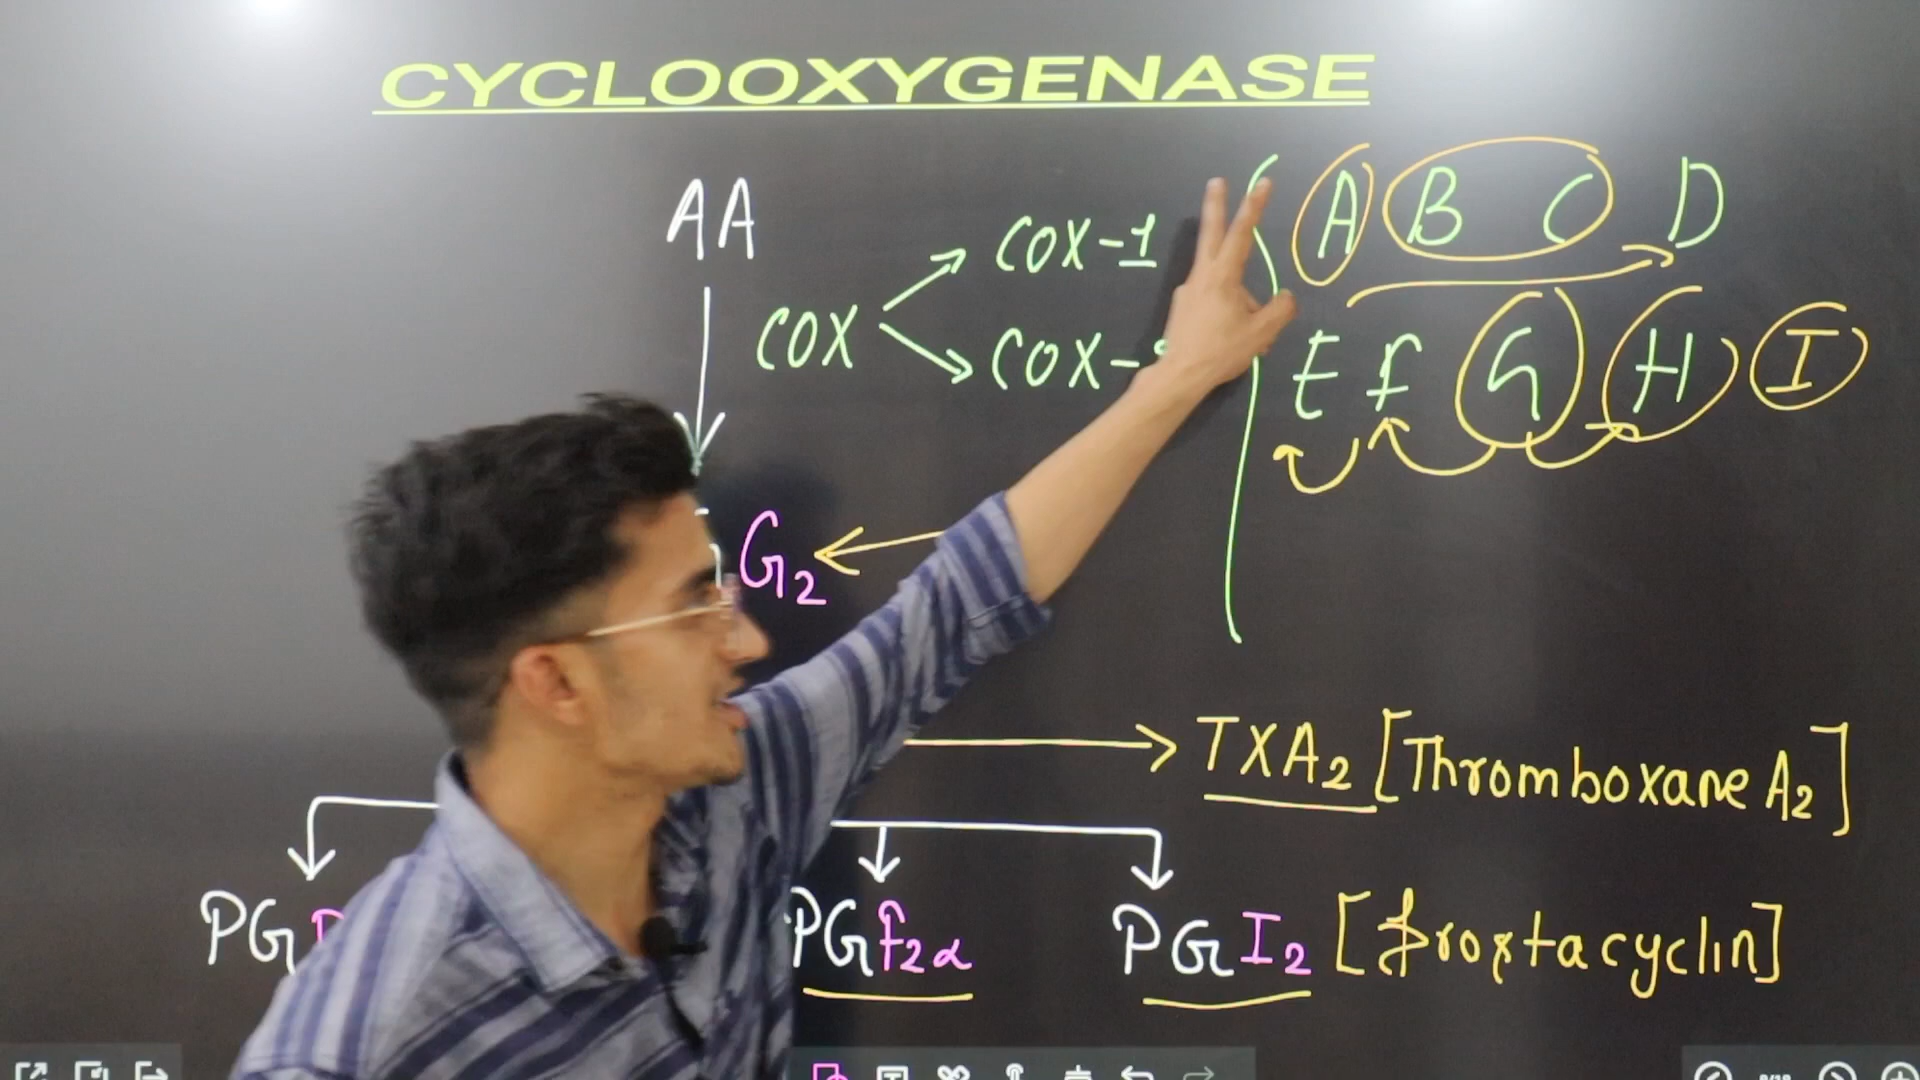 CYCLOOXYGENASE
AA
COX
COX-1
COX-
A B C D
E F G H I
G2
TXA2 [Thromboxane A2]
PG
PGF2α
PGI2 [Prostacyclin]